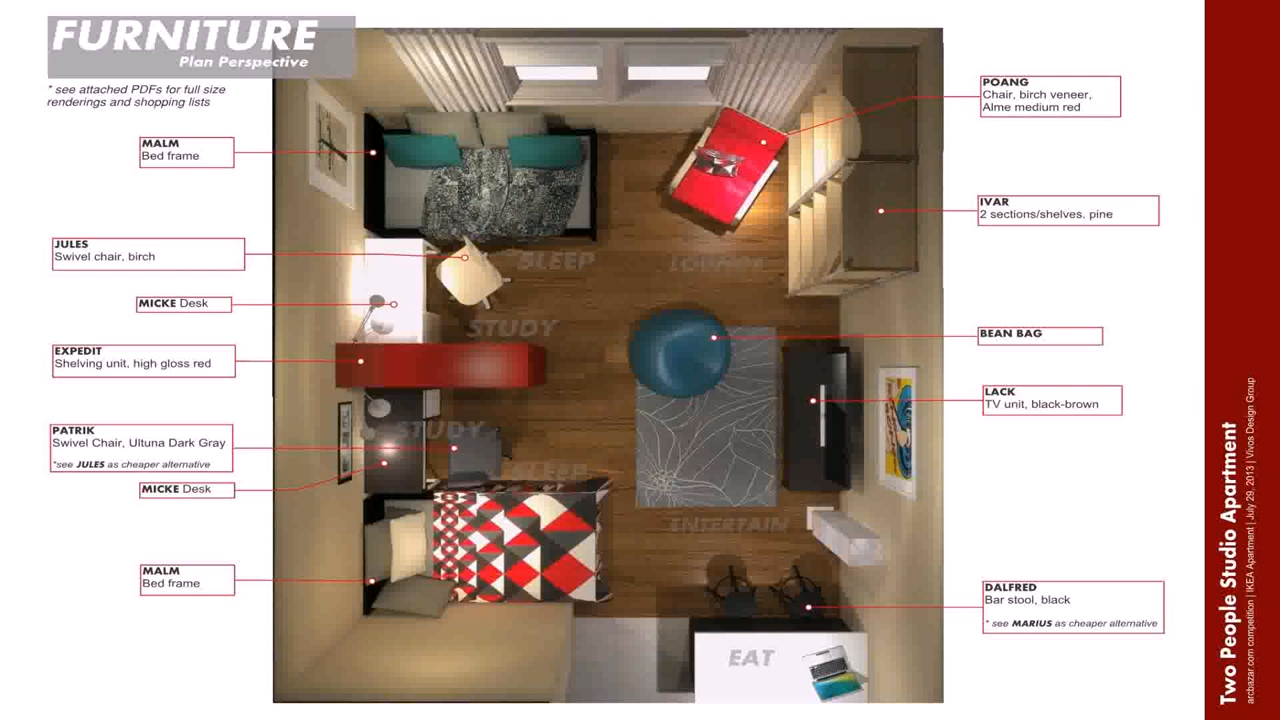 FURNITURE
Plan Perspective
* see attached PDFs for full size
renderings and shopping lists
MALM
Bed frame
JULES
Swivel chair, birch
MICKE Desk
EXPEDIT
Shelving unit, high gloss red
PATRIK
Swivel Chair, Ultuna Dark Gray
*see JULES as cheaper alternative
MICKE Desk
MALM
Bed frame
SLEEP
LOUNGE
STUDY
STUDY
SLEEP
ENTERTAIN
EAT
POANG
Chair, birch veneer,
Alme medium red
IVAR
2 sections/shelves. pine
BEAN BAG
LACK
TV unit, black-brown
DALFRED
Bar stool, black
* see MARIUS as cheaper alternative
Two People Studio Apartment
arcbazar.com competition | IKEA Apartment | July 29, 2013 | Vivos Design Group